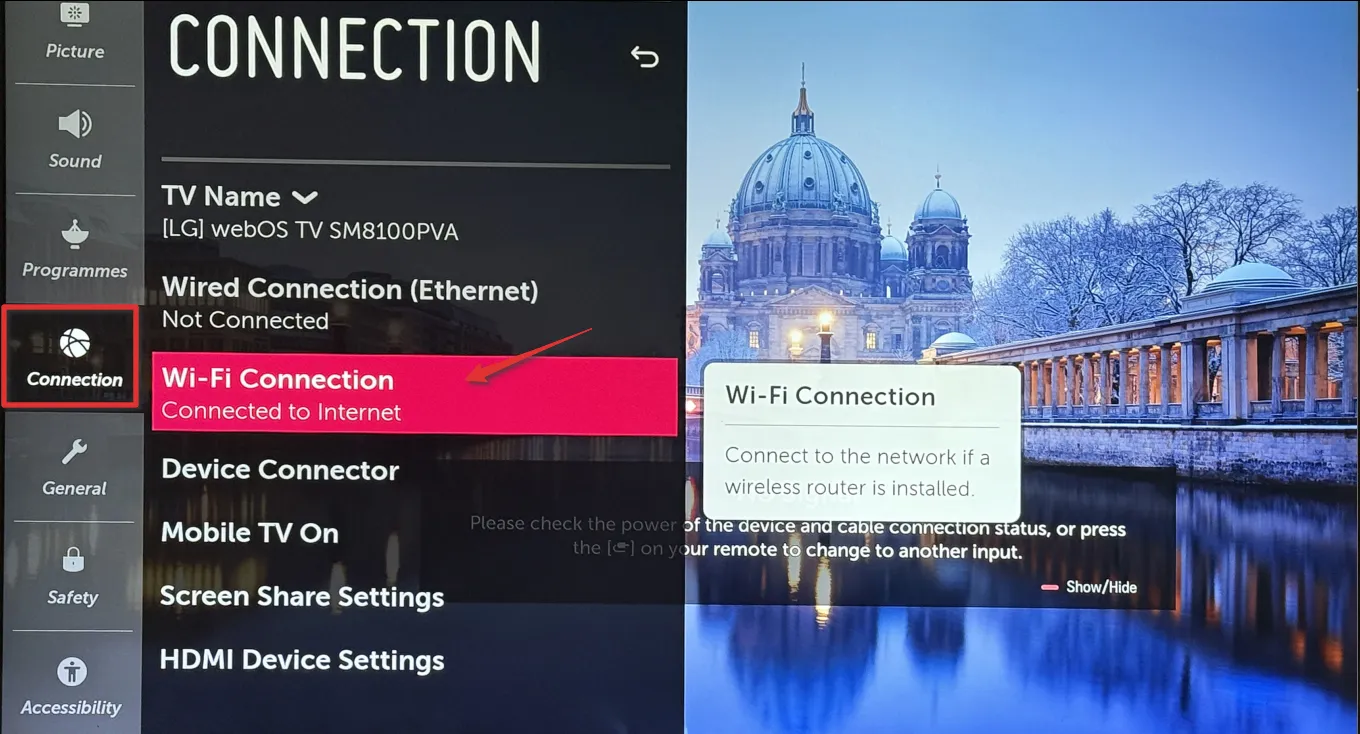 Picture
Sound
Programmes
Connection
General
Safety
Accessibility
CONNECTION
TV Name
[LG] webOS TV SM8100PVA
Wired Connection (Ethernet)
Not Connected
Wi-Fi Connection
Connected to Internet
Device Connector
Mobile TV On
Screen Share Settings
HDMI Device Settings
Wi-Fi Connection
Connect to the network if a
wireless router is installed.
Please check the power of the device and cable connection status, or press
the [ ] on your remote to change to another input.
Show/Hide